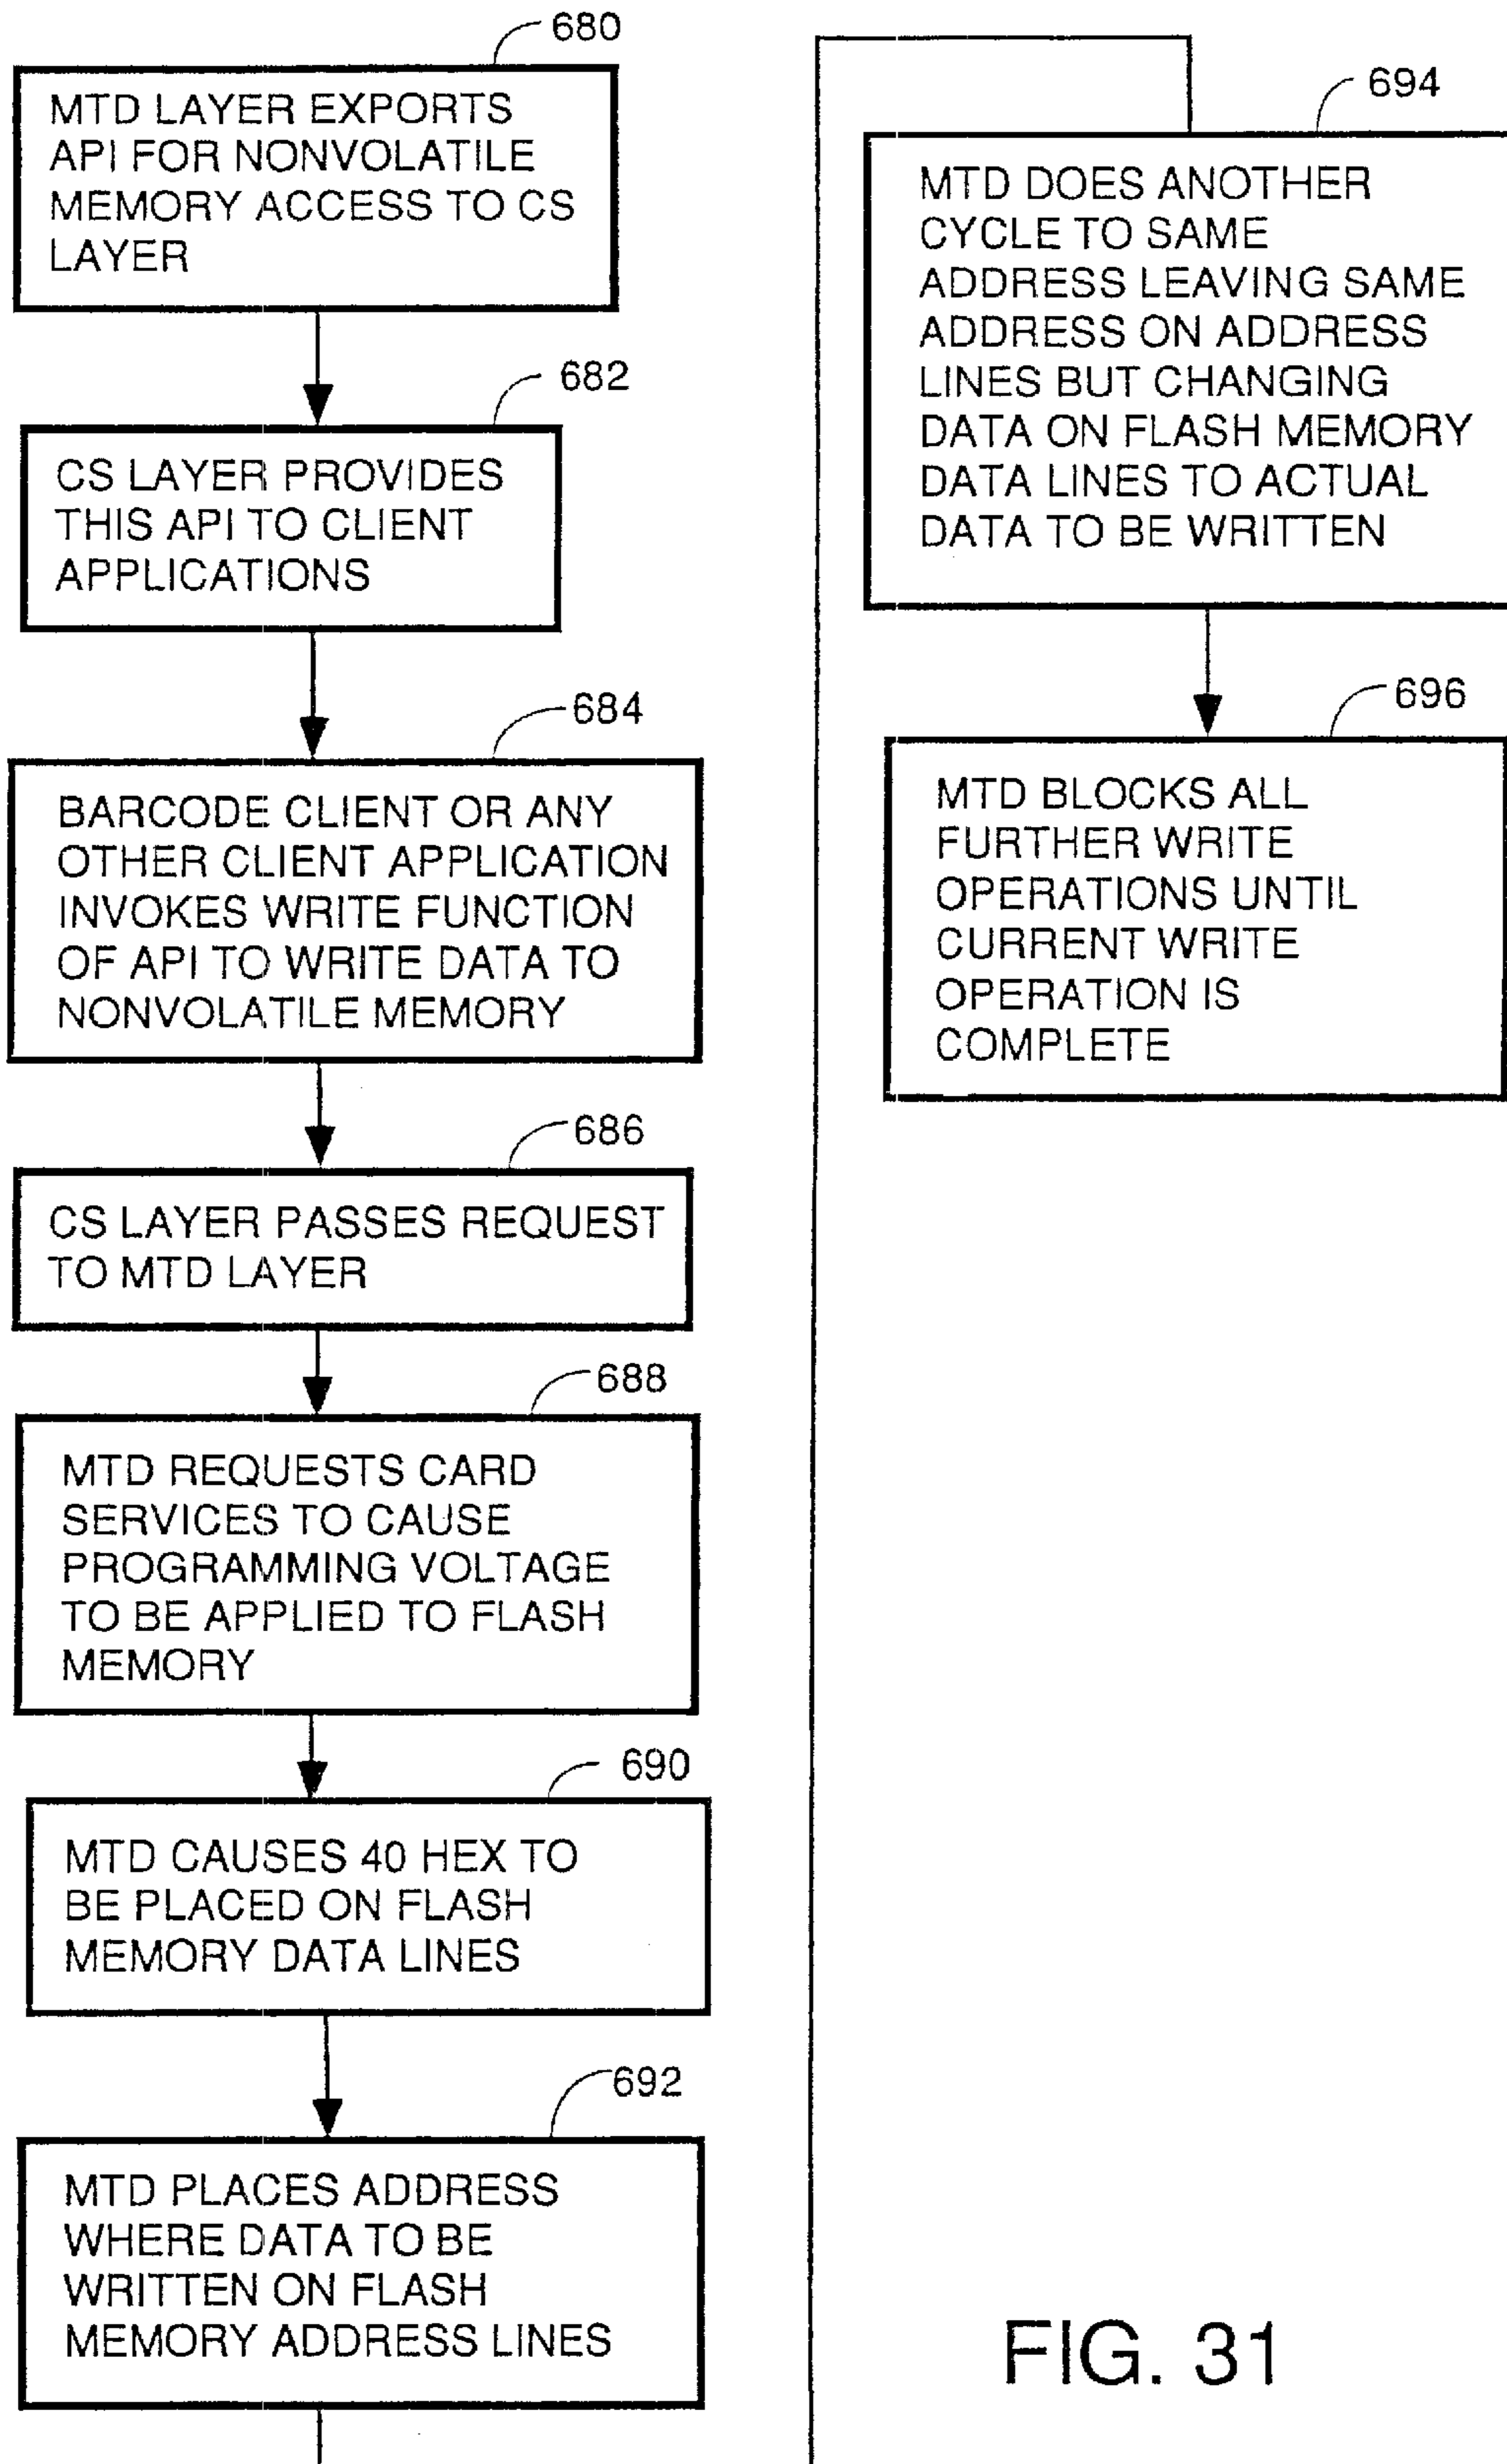 680
MTD LAYER EXPORTS
API FOR NONVOLATILE
MEMORY ACCESS TO CS
LAYER
682
CS LAYER PROVIDES
THIS API TO CLIENT
APPLICATIONS
684
BARCODE CLIENT OR ANY
OTHER CLIENT APPLICATION
INVOKES WRITE FUNCTION
OF API TO WRITE DATA TO
NONVOLATILE MEMORY
686
CS LAYER PASSES REQUEST
TO MTD LAYER
688
MTD REQUESTS CARD
SERVICES TO CAUSE
PROGRAMMING VOLTAGE
TO BE APPLIED TO FLASH
MEMORY
690
MTD CAUSES 40 HEX TO
BE PLACED ON FLASH
MEMORY DATA LINES
692
MTD PLACES ADDRESS
WHERE DATA TO BE
WRITTEN ON FLASH
MEMORY ADDRESS LINES
694
MTD DOES ANOTHER
CYCLE TO SAME
ADDRESS LEAVING SAME
ADDRESS ON ADDRESS
LINES BUT CHANGING
DATA ON FLASH MEMORY
DATA LINES TO ACTUAL
DATA TO BE WRITTEN
696
MTD BLOCKS ALL
FURTHER WRITE
OPERATIONS UNTIL
CURRENT WRITE
OPERATION IS
COMPLETE
FIG. 31